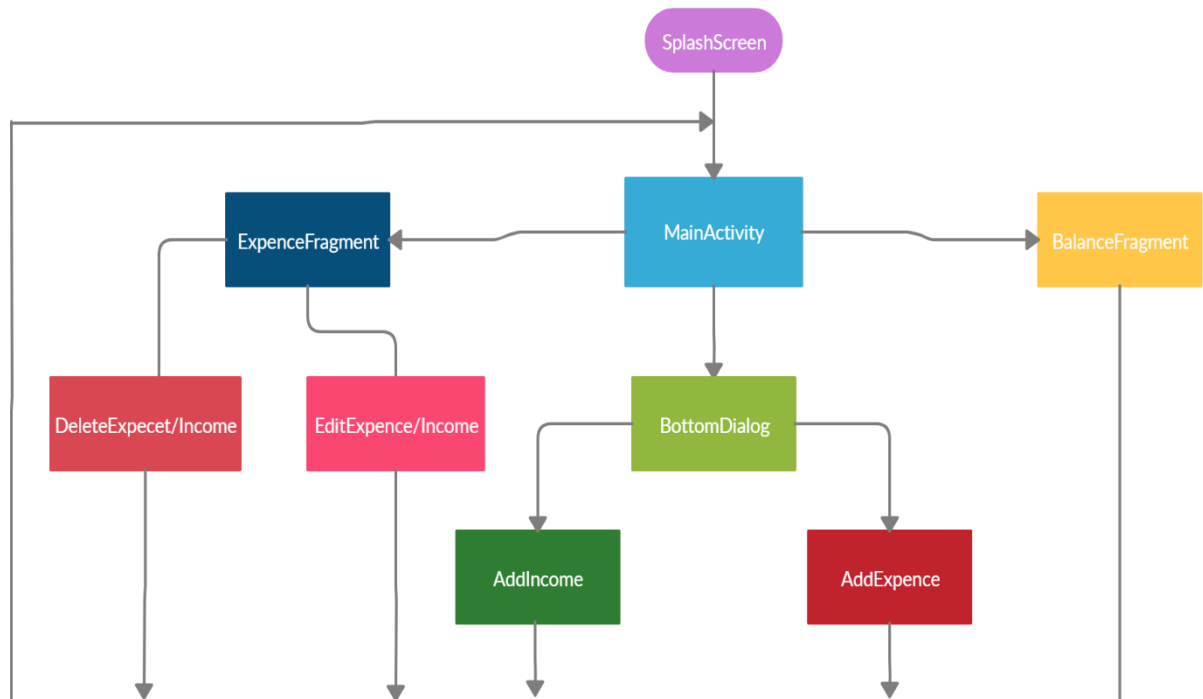 SplashScreen
MainActivity
ExpenceFragment
BalanceFragment
DeleteExpecet/Income
EditExpence/Income
BottomDialog
AddIncome
AddExpence